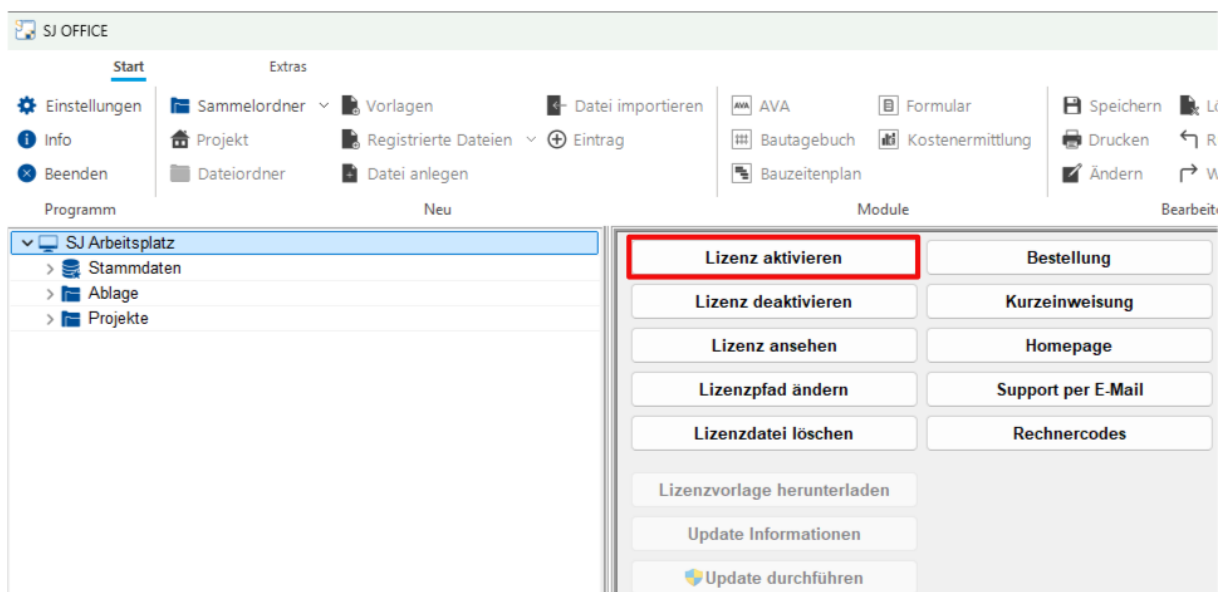 SJ OFFICE
Start Extras
Einstellungen Sammelordner Vorlagen Datei importieren AVA AVA Formular Speichern
Info Projekt Registrierte Dateien Eintrag Bautagebuch Kostenermittlung Drucken R
Beenden Dateiordner Datei anlegen Bauzeitenplan Ändern W
Programm Neu Module Bearbeite
SJ Arbeitsplatz
Stammdaten
Ablage
Projekte
Lizenz aktivieren Bestellung
Lizenz deaktivieren Kurzeinweisung
Lizenz ansehen Homepage
Lizenzpfad ändern Support per E-Mail
Lizenzdatei löschen Rechnercodes
Lizenzvorlage herunterladen
Update Informationen
Update durchführen